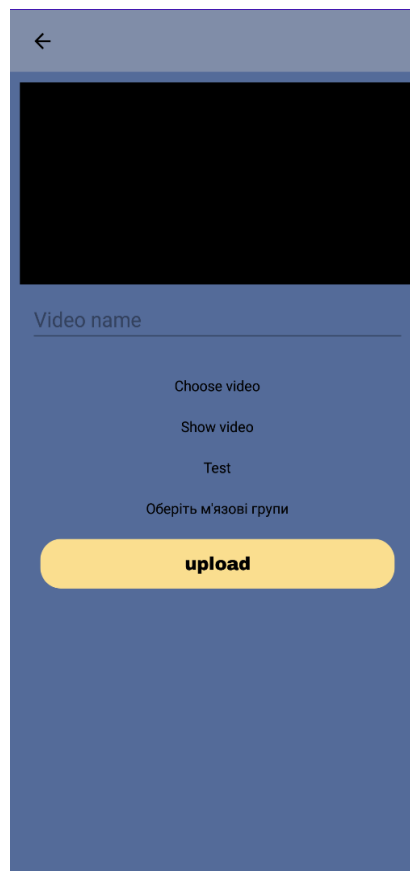 Video name
Choose video
Show video
Test
Оберіть м'язові групи
upload